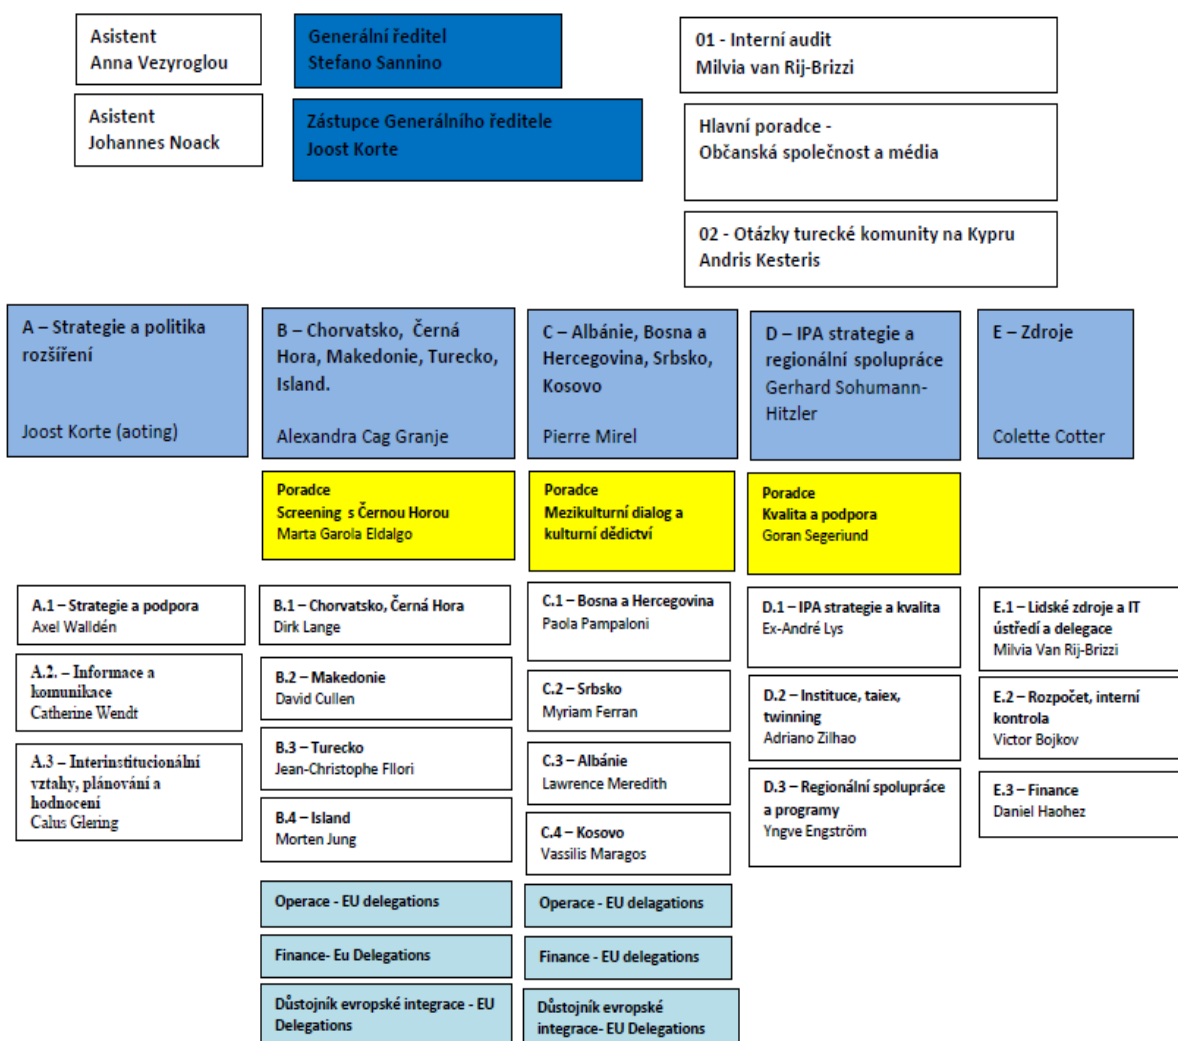 Asistent
Anna Vezyroglou
Generální ředitel
Stefano Sannino
01 - Interní audit
Milvia van Rij-Brizzi
Asistent
Johannes Noack
Zástupce Generálního ředitele
Joost Korte
Hlavní poradce -
Občanská společnost a média
02 - Otázky turecké komunity na Kypru
Andris Kesteris
A – Strategie a politika
rozšíření
Joost Korte (aoting)
B – Chorvatsko, Černá
Hora, Makedonie, Turecko,
Island.
Alexandra Cag Granje
C – Albánie, Bosna a
Hercegovina, Srbsko,
Kosovo
Pierre Mirel
D – IPA strategie a
regionální spolupráce
Gerhard Sohumann-
Hitzler
E – Zdroje
Colette Cotter
Poradce
Screening s Černou Horou
Marta Garola Eldalgo
Poradce
Mezikulturní dialog a
kulturní dědictví
Poradce
Kvalita a podpora
Goran Segeriund
A.1 – Strategie a podpora
Axel Walldén
A.2. – Informace a
komunikace
Catherine Wendt
A.3 – Interinstitucionální
vztahy, plánování a
hodnocení
Calus Glering
B.1 – Chorvatsko, Černá Hora
Dirk Lange
B.2 – Makedonie
David Cullen
B.3 – Turecko
Jean-Christophe Fllori
B.4 – Island
Morten Jung
Operace - EU delegations
Finance- Eu Delegations
Důstojník evropské integrace - EU
Delegations
C.1 – Bosna a Hercegovina
Paola Pampaloni
C.2 – Srbsko
Myriam Ferran
C.3 – Albánie
Lawrence Meredith
C.4 – Kosovo
Vassilis Maragos
Operace - EU delagations
Finance - EU delegations
Důstojník evropské
integrace- EU Delegations
D.1 – IPA strategie a kvalita
Ex-André Lys
D.2 – Instituce, taiex,
twinning
Adriano Zilhao
D.3 – Regionální spolupráce
a programy
Yngve Engström
E.1 – Lidské zdroje a IT
ústředí a delegace
Milvia Van Rij-Brizzi
E.2 – Rozpočet, interní
kontrola
Victor Bojkov
E.3 – Finance
Daniel Haohez